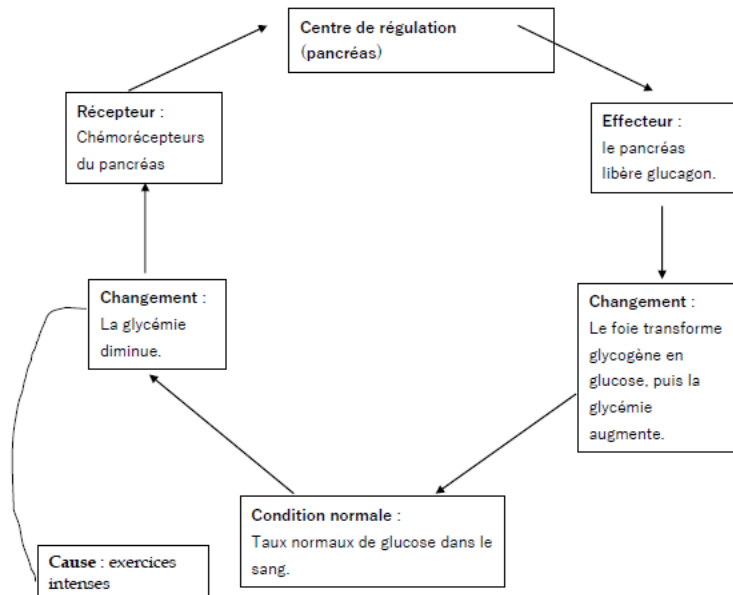 Centre de régulation
(pancréas)
Récepteur :
Chémorécepteurs
du pancréas
Effecteur :
le pancréas
libère glucagon.
Changement :
La glycémie
diminue.
Changement :
Le foie transforme
glycogène en
glucose, puis la
glycémie
augmente.
Condition normale :
Taux normaux de glucose dans le
sang.
Cause : exercices
intenses